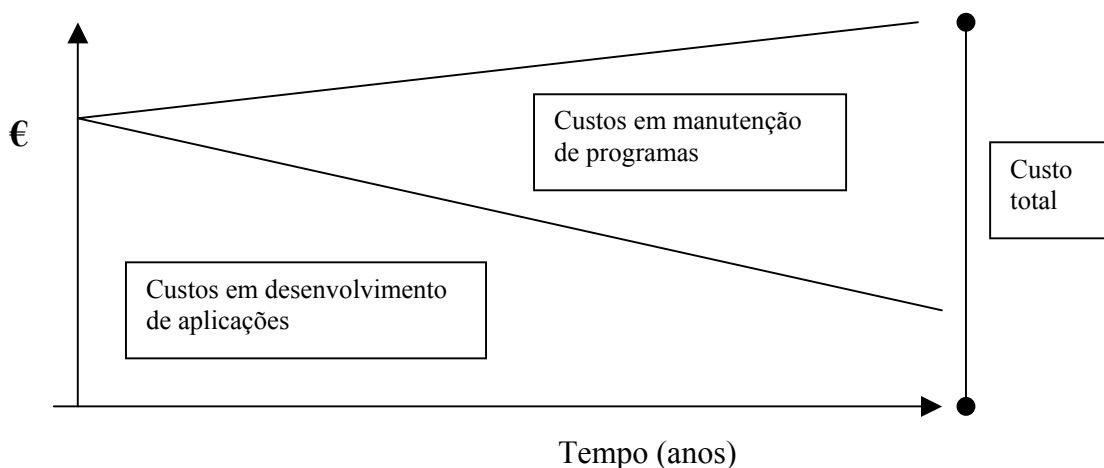 €
Custos em manutenção
de programas
Custo
total
Custos em desenvolvimento
de aplicações
Tempo (anos)